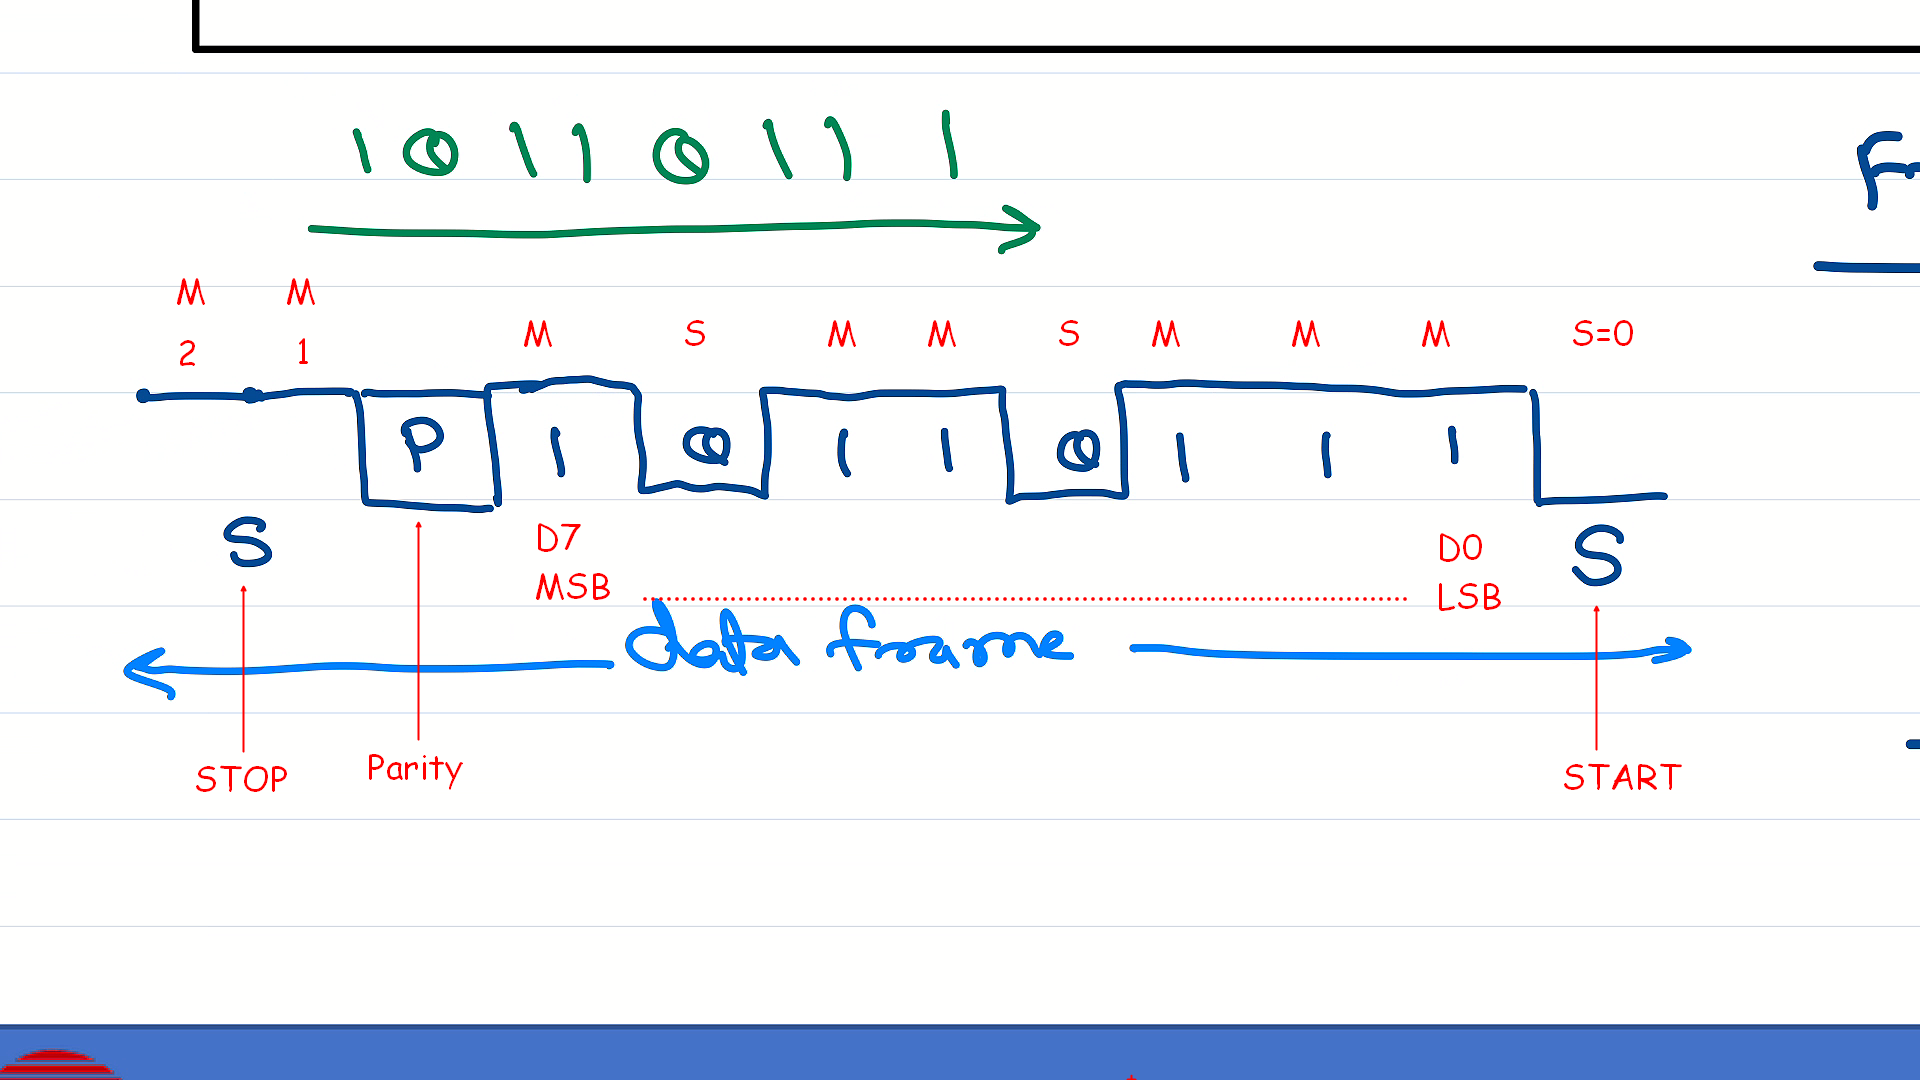 1 0 1 1 0 1 1 1
M M
M S M M S M M M S=0
2 1
P 1 0 1 1 0 1 1 1
S D7 D0 S
MSB LSB
data frame
STOP Parity START